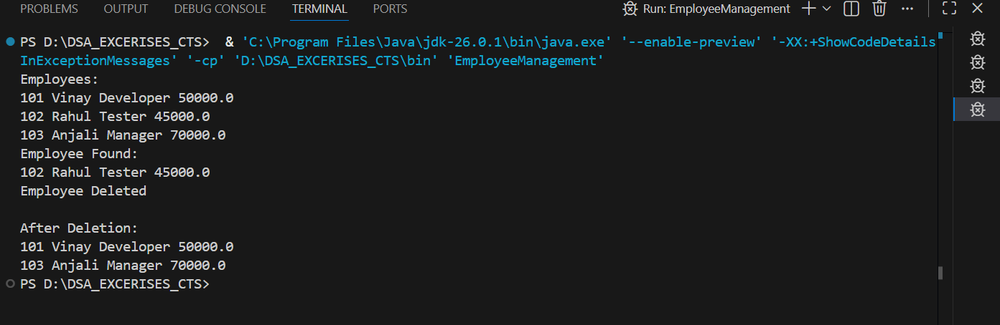 PROBLEMS OUTPUT DEBUG CONSOLE TERMINAL PORTS Run: EmployeeManagement
PS D:\DSA_EXCERISES_CTS> & 'C:\Program Files\Java\jdk-26.0.1\bin\java.exe' '--enable-preview' '-XX:+ShowCodeDetails
InExceptionMessages' '-cp' 'D:\DSA_EXCERISES_CTS\bin' 'EmployeeManagement'
Employees:
101 Vinay Developer 50000.0
102 Rahul Tester 45000.0
103 Anjali Manager 70000.0
Employee Found:
102 Rahul Tester 45000.0
Employee Deleted
After Deletion:
101 Vinay Developer 50000.0
103 Anjali Manager 70000.0
PS D:\DSA_EXCERISES_CTS>